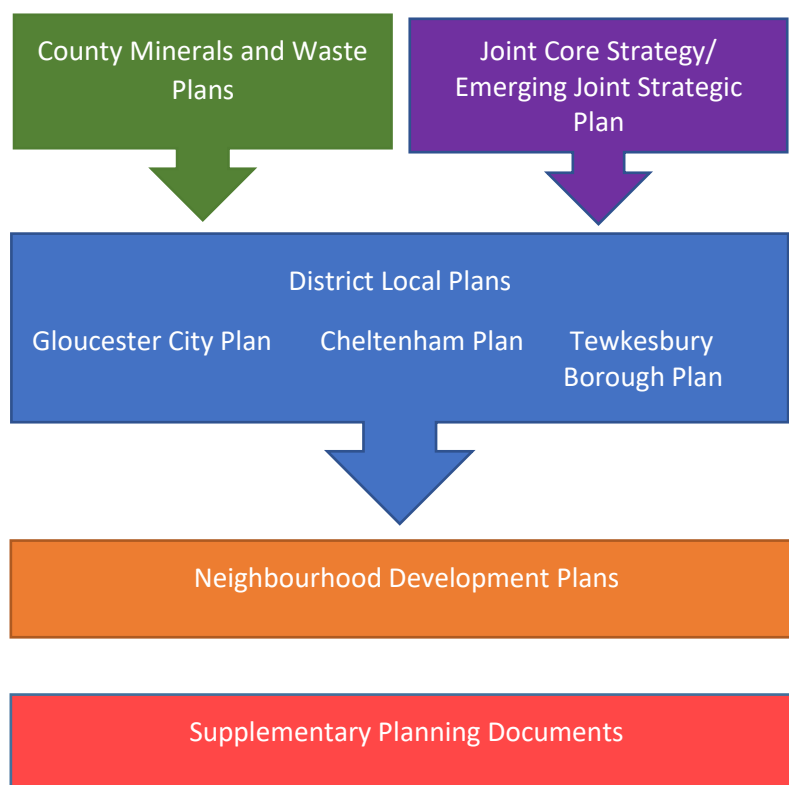 County Minerals and Waste
Plans
Joint Core Strategy/
Emerging Joint Strategic
Plan
District Local Plans
Gloucester City Plan
Cheltenham Plan
Tewkesbury
Borough Plan
Neighbourhood Development Plans
Supplementary Planning Documents